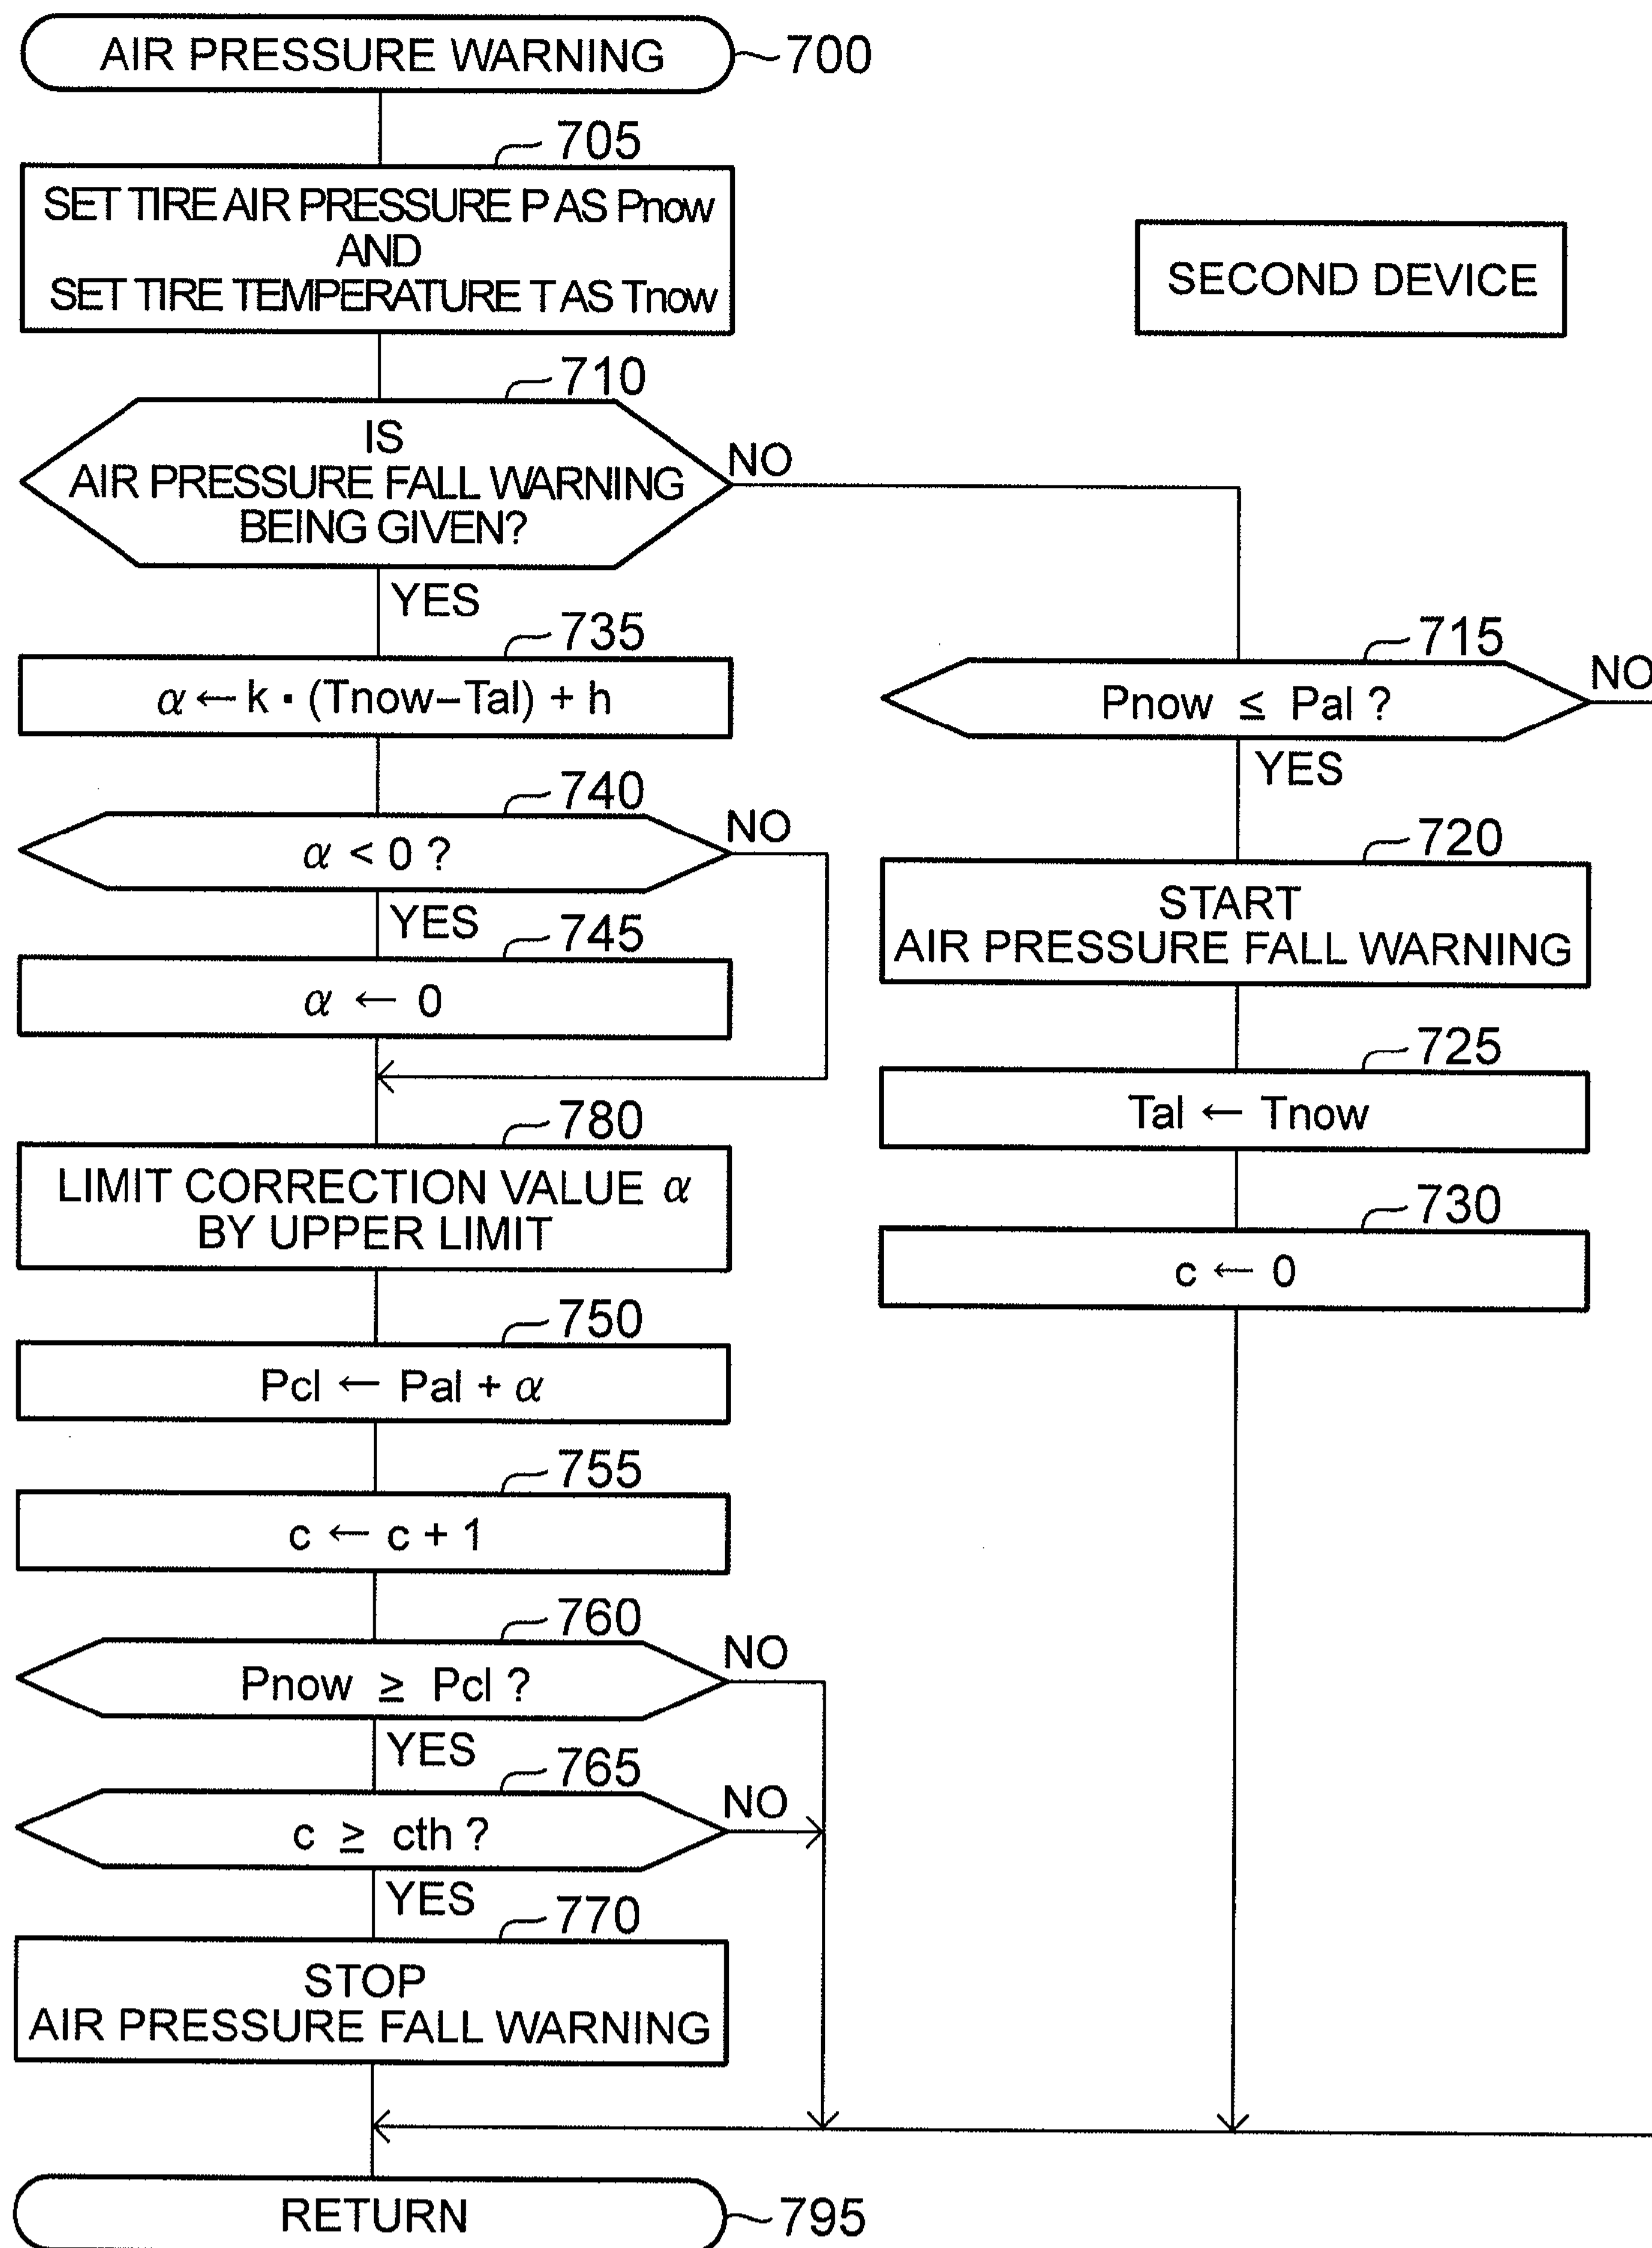 AIR PRESSURE WARNING
700
705
SET TIRE AIR PRESSURE P AS Pnow
AND
SET TIRE TEMPERATURE T AS Tnow
SECOND DEVICE
710
IS
AIR PRESSURE FALL WARNING
BEING GIVEN?
NO
YES
735
α ← k · (Tnow–Tal) + h
740
α < 0 ?
NO
YES
745
α ← 0
780
LIMIT CORRECTION VALUE α
BY UPPER LIMIT
750
Pcl ← Pal + α
755
c ← c + 1
760
Pnow ≥ Pcl ?
NO
YES
765
c ≥ cth ?
NO
YES
770
STOP
AIR PRESSURE FALL WARNING
715
Pnow ≤ Pal ?
NO
YES
720
START
AIR PRESSURE FALL WARNING
725
Tal ← Tnow
730
c ← 0
RETURN
795